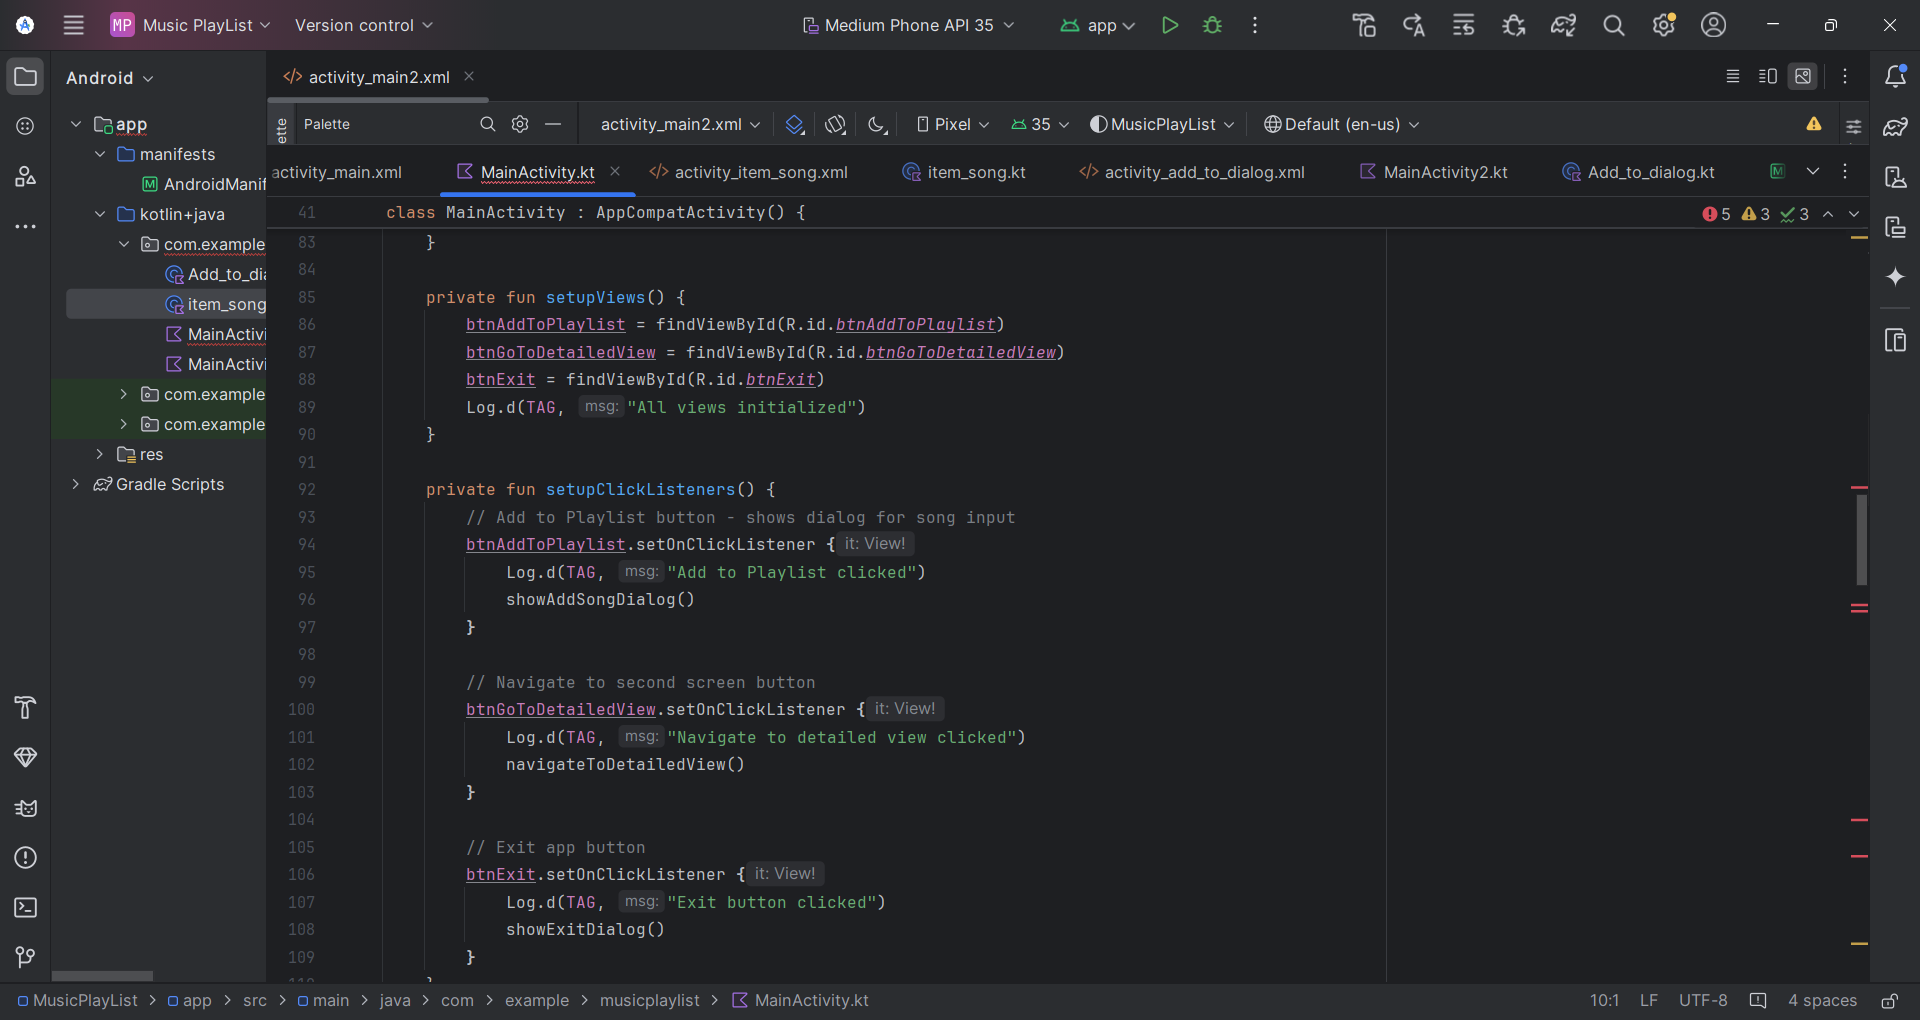 MP Music PlayList Version control Medium Phone API 35 app
Android
activity_main2.xml
app
manifests
AndroidManif
kotlin+java
com.example
Add_to_dia
item_song
MainActivi
MainActivi
com.example
com.example
res
Gradle Scripts
Palette activity_main2.xml Pixel 35 MusicPlayList Default (en-us)
activity_main.xml MainActivity.kt activity_item_song.xml item_song.kt activity_add_to_dialog.xml MainActivity2.kt Add_to_dialog.kt
41 class MainActivity : AppCompatActivity() { 5 3 3
83 }
84
85 private fun setupViews() {
86 btnAddToPlaylist = findViewById(R.id.btnAddToPlaylist)
87 btnGoToDetailedView = findViewById(R.id.btnGoToDetailedView)
88 btnExit = findViewById(R.id.btnExit)
89 Log.d(TAG, msg: "All views initialized")
90 }
91
92 private fun setupClickListeners() {
93 // Add to Playlist button - shows dialog for song input
94 btnAddToPlaylist.setOnClickListener { it: View!
95 Log.d(TAG, msg: "Add to Playlist clicked")
96 showAddSongDialog()
97 }
98
99 // Navigate to second screen button
100 btnGoToDetailedView.setOnClickListener { it: View!
101 Log.d(TAG, msg: "Navigate to detailed view clicked")
102 navigateToDetailedView()
103 }
104
105 // Exit app button
106 btnExit.setOnClickListener { it: View!
107 Log.d(TAG, msg: "Exit button clicked")
108 showExitDialog()
109 }
MusicPlayList > app > src > main > java > com > example > musicplaylist > MainActivity.kt 10:1 LF UTF-8 4 spaces